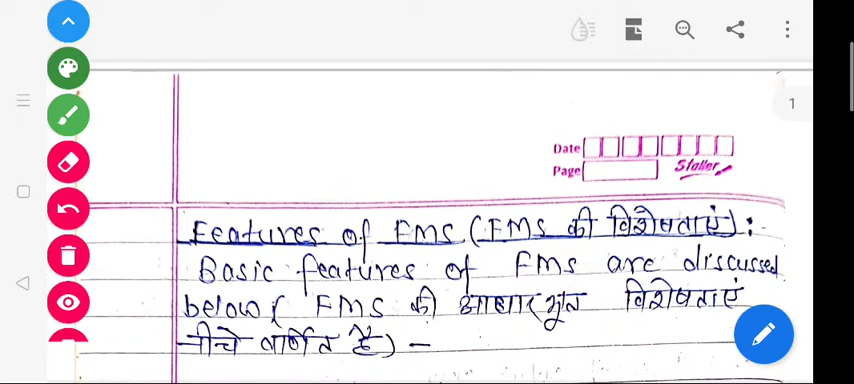 1
Date
Page
Staller
Features of FMS (FMS की विशेषताएं) :-
Basic features of FMS are discussed
below ( FMS की आधारभूत विशेषताएं
नीचे वर्णित है) -